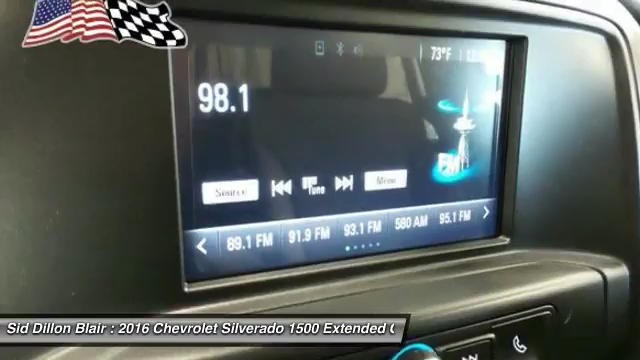 73°F
98.1
FM
Source
Tune
Menu
89.1 FM 91.9 FM 93.1 FM 580 AM 95.1 FM
Sid Dillon Blair : 2016 Chevrolet Silverado 1500 Extended C